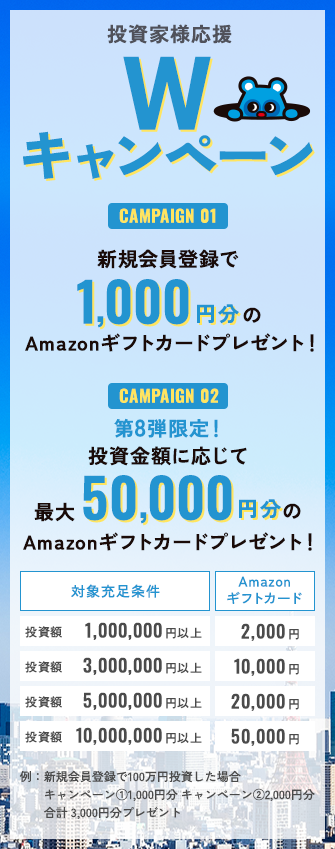 投資家様応援
W
キャンペーン
CAMPAIGN 01
新規会員登録で
1,000円分の
Amazonギフトカードプレゼント!
CAMPAIGN 02
第8弾限定!
投資金額に応じて
最大50,000円分の
Amazonギフトカードプレゼント!
対象充足条件 Amazon
ギフトカード
投資額 1,000,000円以上 2,000円
投資額 3,000,000円以上 10,000円
投資額 5,000,000円以上 20,000円
投資額 10,000,000円以上 50,000円
例:新規会員登録で100万円投資した場合
キャンペーン①1,000円分 キャンペーン②2,000円分
合計 3,000円分プレゼント